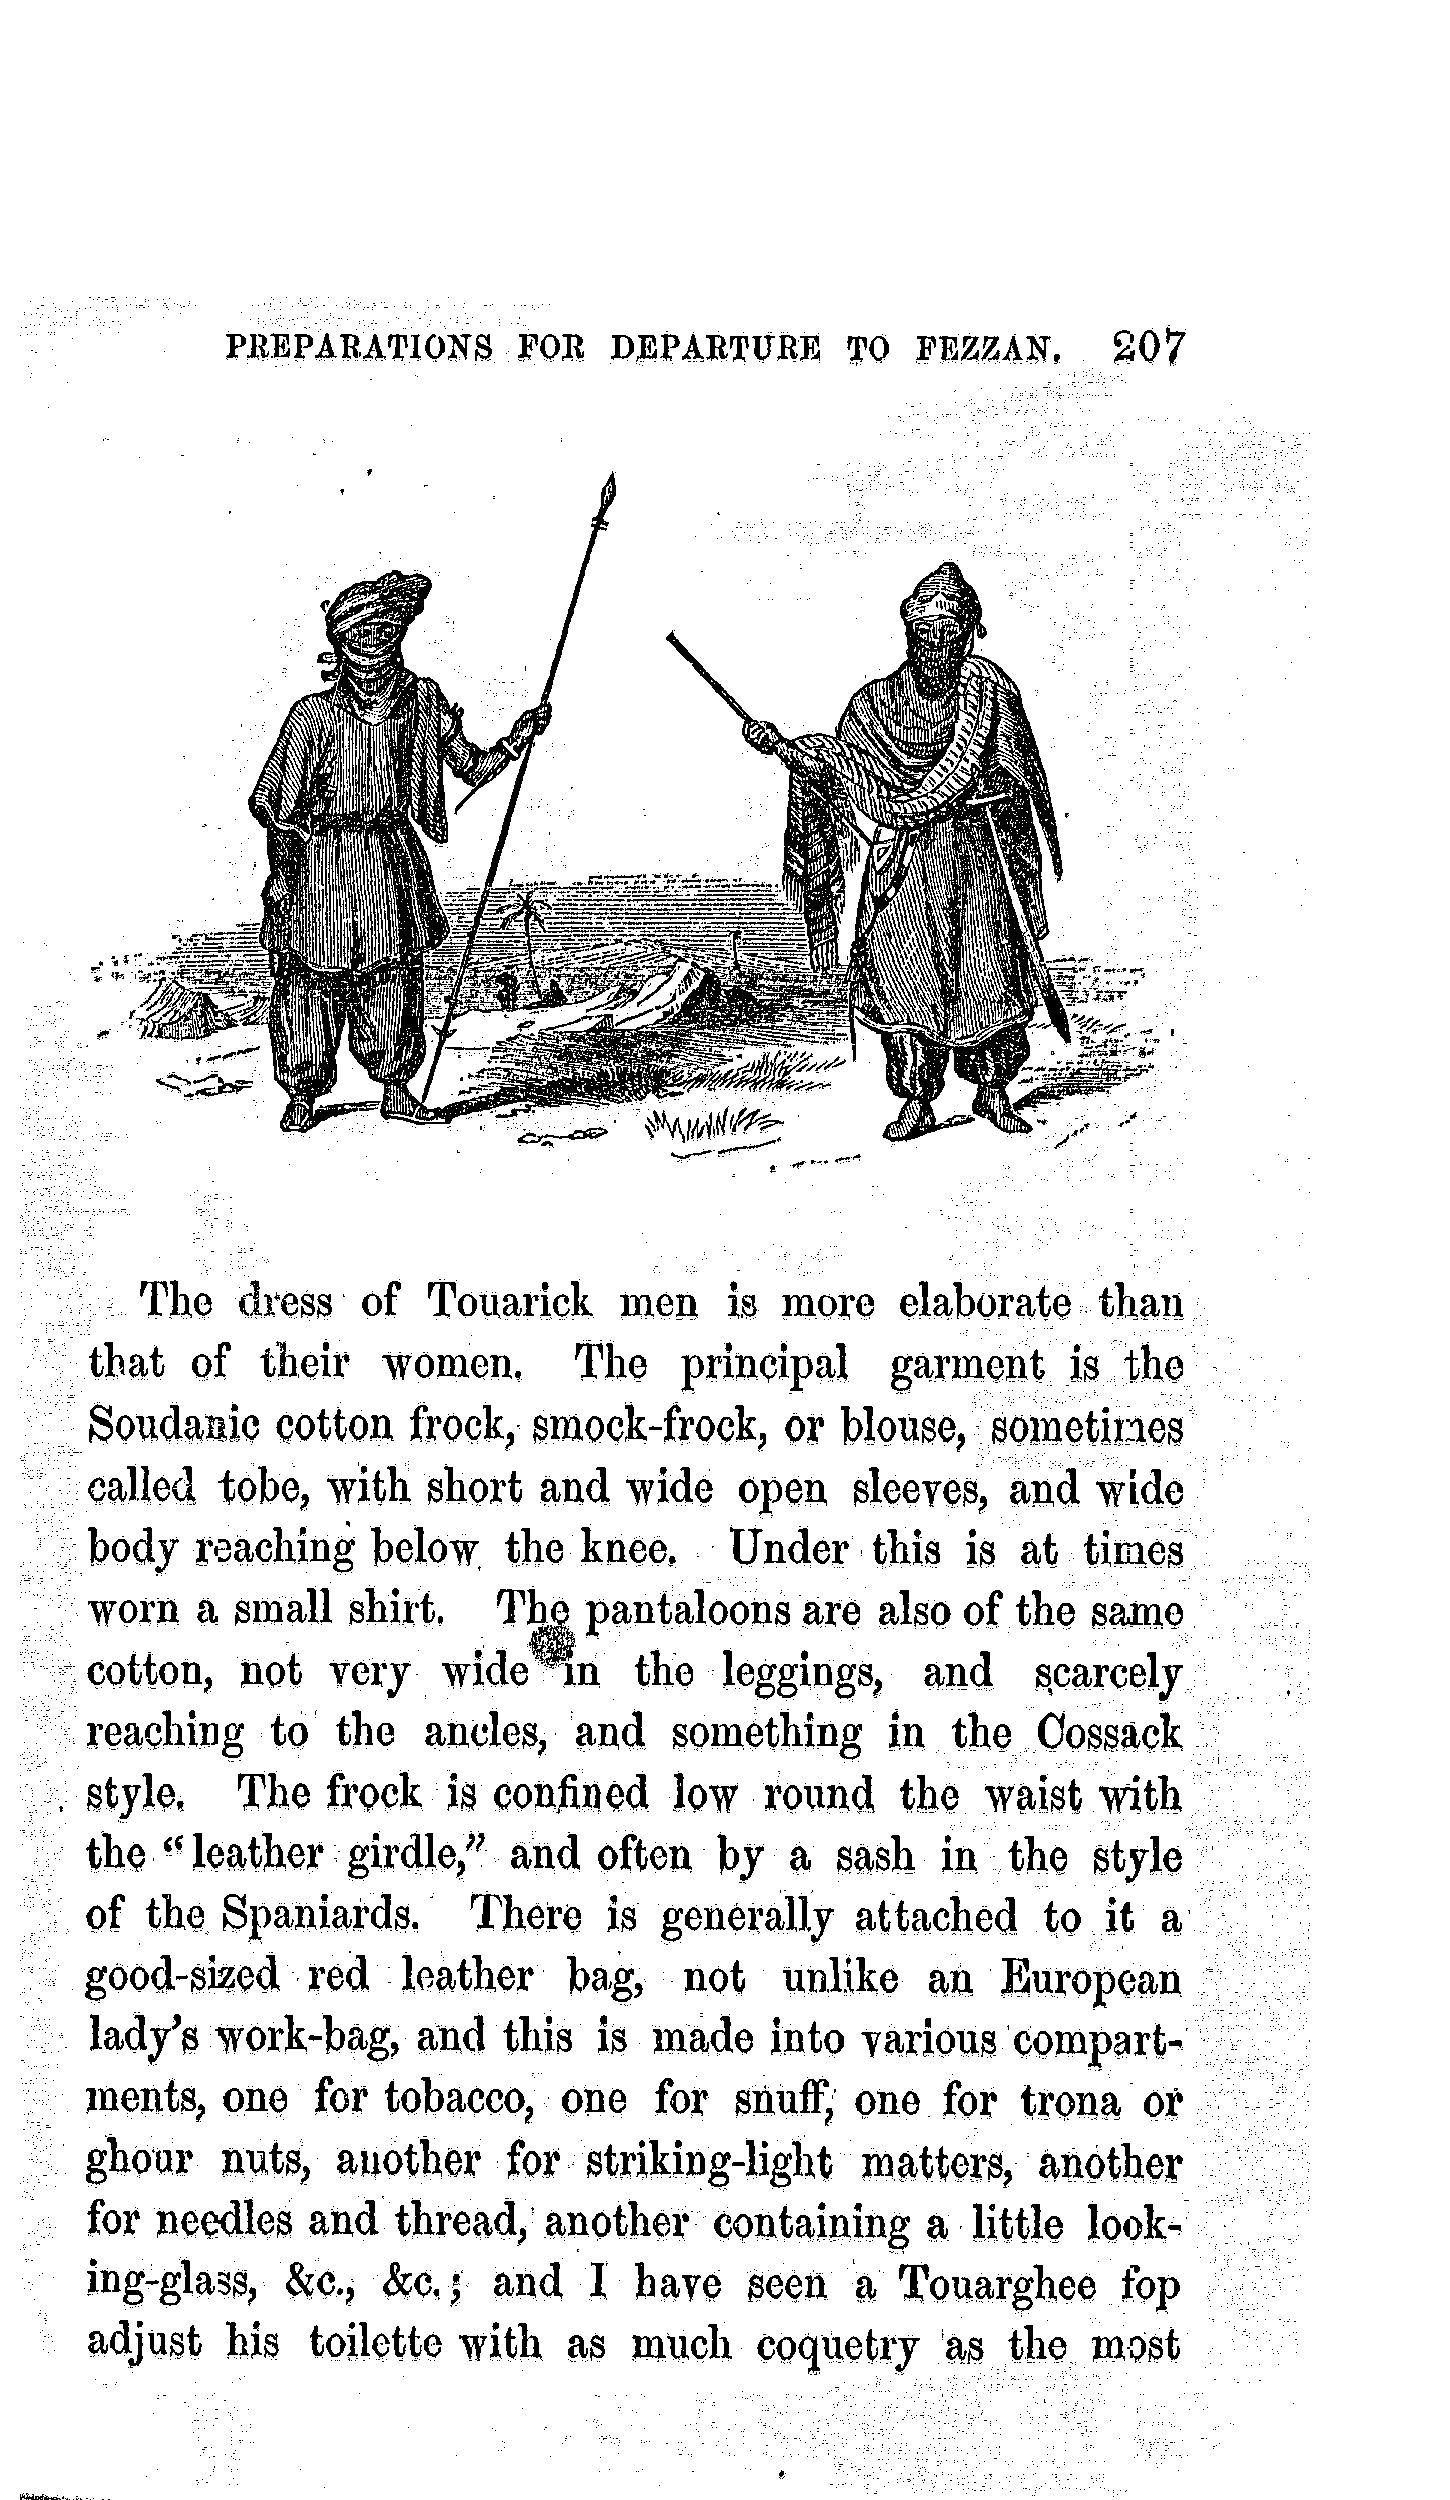 PREPARATIONS FOR DEPARTURE TO FEZZAN. 207
The dress of Touarick men is more elaborate than
that of their women. The principal garment is the
Soudanic cotton frock, smock-frock, or blouse, sometimes
called tobe, with short and wide open sleeves, and wide
body reaching below the knee. Under this is at times
worn a small shirt. The pantaloons are also of the same
cotton, not very wide in the leggings, and scarcely
reaching to the ancles, and something in the Cossack
style. The frock is confined low round the waist with
the "leather girdle," and often by a sash in the style
of the Spaniards. There is generally attached to it a
good-sized red leather bag, not unlike an European
lady's work-bag, and this is made into various compart-
ments, one for tobacco, one for snuff, one for trona or
ghour nuts, another for striking-light matters, another
for needles and thread, another containing a little look-
ing-glass, &c., &c.; and I have seen a Touarghee fop
adjust his toilette with as much coquetry as the most